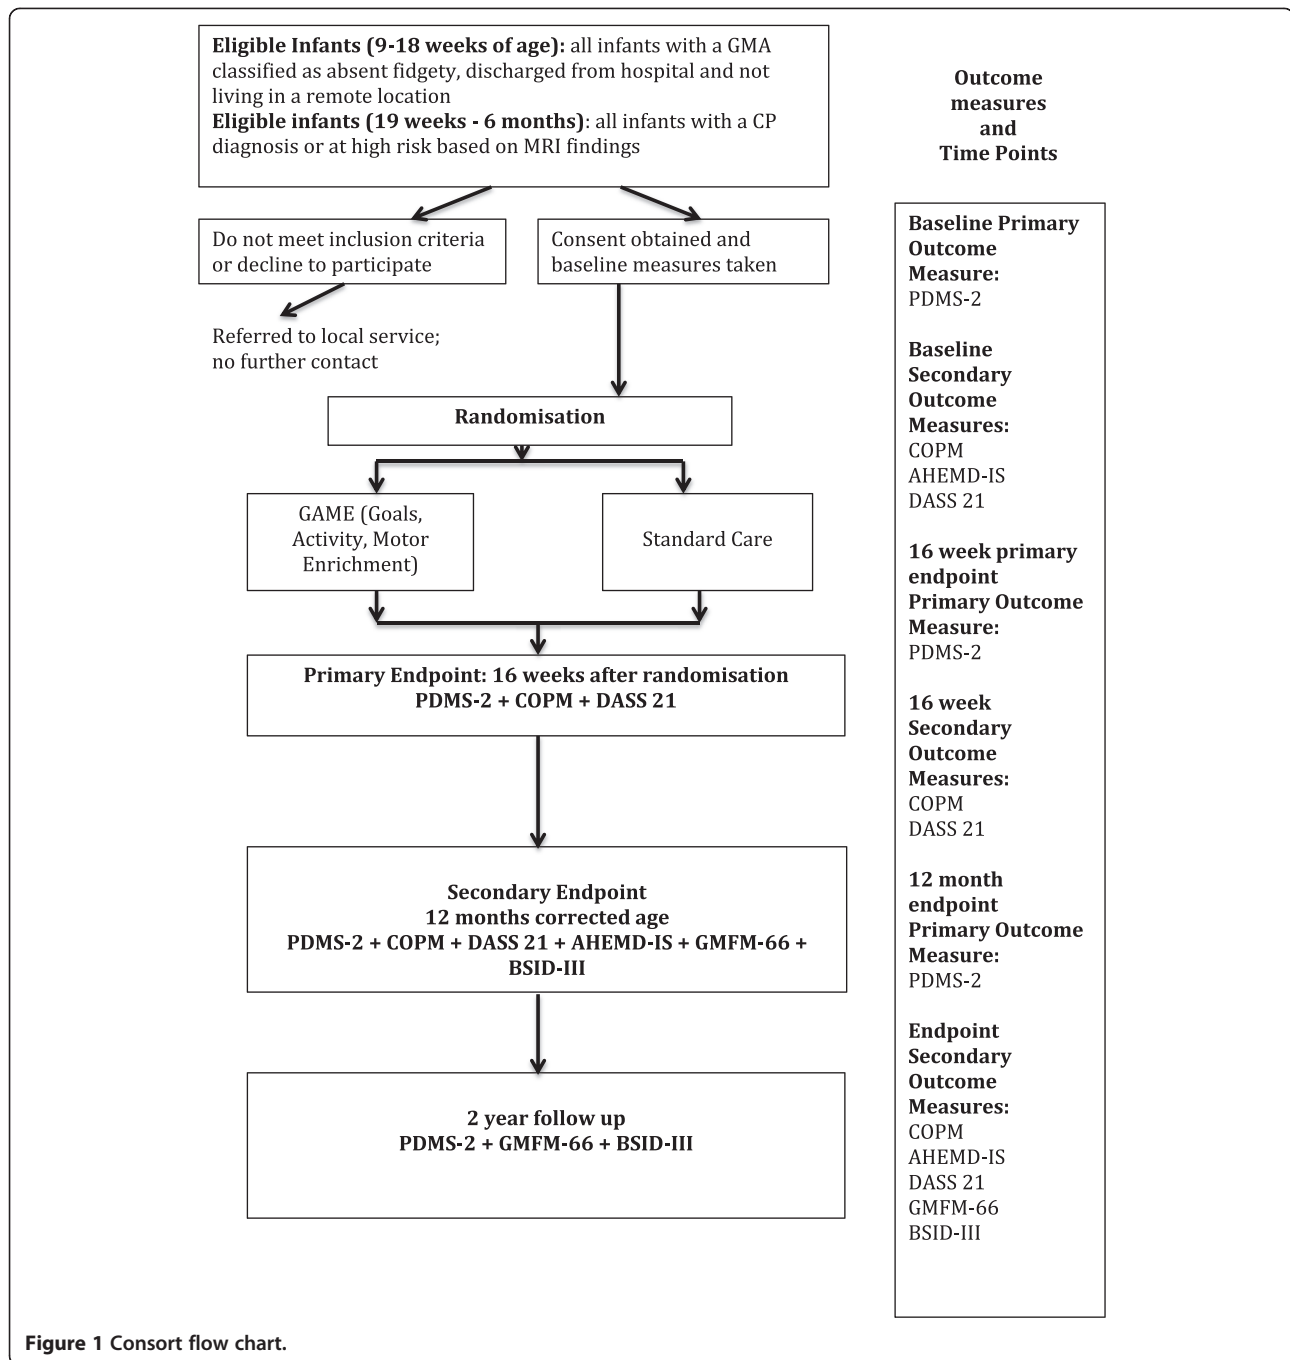 Eligible Infants (9-18 weeks of age): all infants with a GMA
classified as absent fidgety, discharged from hospital and not
living in a remote location
Eligible infants (19 weeks - 6 months): all infants with a CP
diagnosis or at high risk based on MRI findings
Do not meet inclusion criteria
or decline to participate
Consent obtained and
baseline measures taken
Referred to local service;
no further contact
Randomisation
GAME (Goals,
Activity, Motor
Enrichment)
Standard Care
Primary Endpoint: 16 weeks after randomisation
PDMS-2 + COPM + DASS 21
Secondary Endpoint
12 months corrected age
PDMS-2 + COPM + DASS 21 + AHEMD-IS + GMFM-66 +
BSID-III
2 year follow up
PDMS-2 + GMFM-66 + BSID-III
Outcome
measures
and
Time Points
Baseline Primary
Outcome
Measure:
PDMS-2
Baseline
Secondary
Outcome
Measures:
COPM
AHEMD-IS
DASS 21
16 week primary
endpoint
Primary Outcome
Measure:
PDMS-2
16 week
Secondary
Outcome
Measures:
COPM
DASS 21
12 month
endpoint
Primary Outcome
Measure:
PDMS-2
Endpoint
Secondary
Outcome
Measures:
COPM
AHEMD-IS
DASS 21
GMFM-66
BSID-III
Figure 1 Consort flow chart.